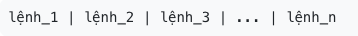 lệnh_1 | lệnh_2 | lệnh_3 | ... | lệnh_n